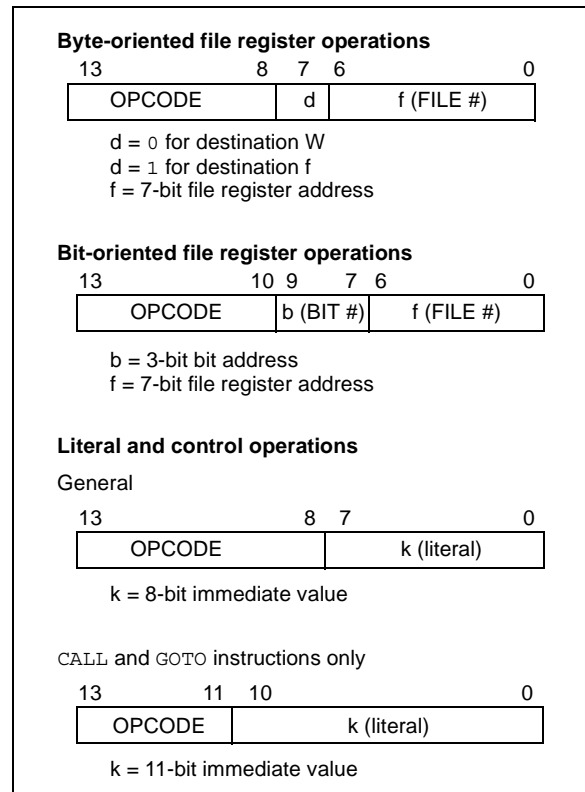 Byte-oriented file register operations
13 8 7 6 0
OPCODE d f (FILE #)
d = 0 for destination W
d = 1 for destination f
f = 7-bit file register address
Bit-oriented file register operations
13 10 9 7 6 0
OPCODE b (BIT #) f (FILE #)
b = 3-bit bit address
f = 7-bit file register address
Literal and control operations
General
13 8 7 0
OPCODE k (literal)
k = 8-bit immediate value
CALL and GOTO instructions only
13 11 10 0
OPCODE k (literal)
k = 11-bit immediate value